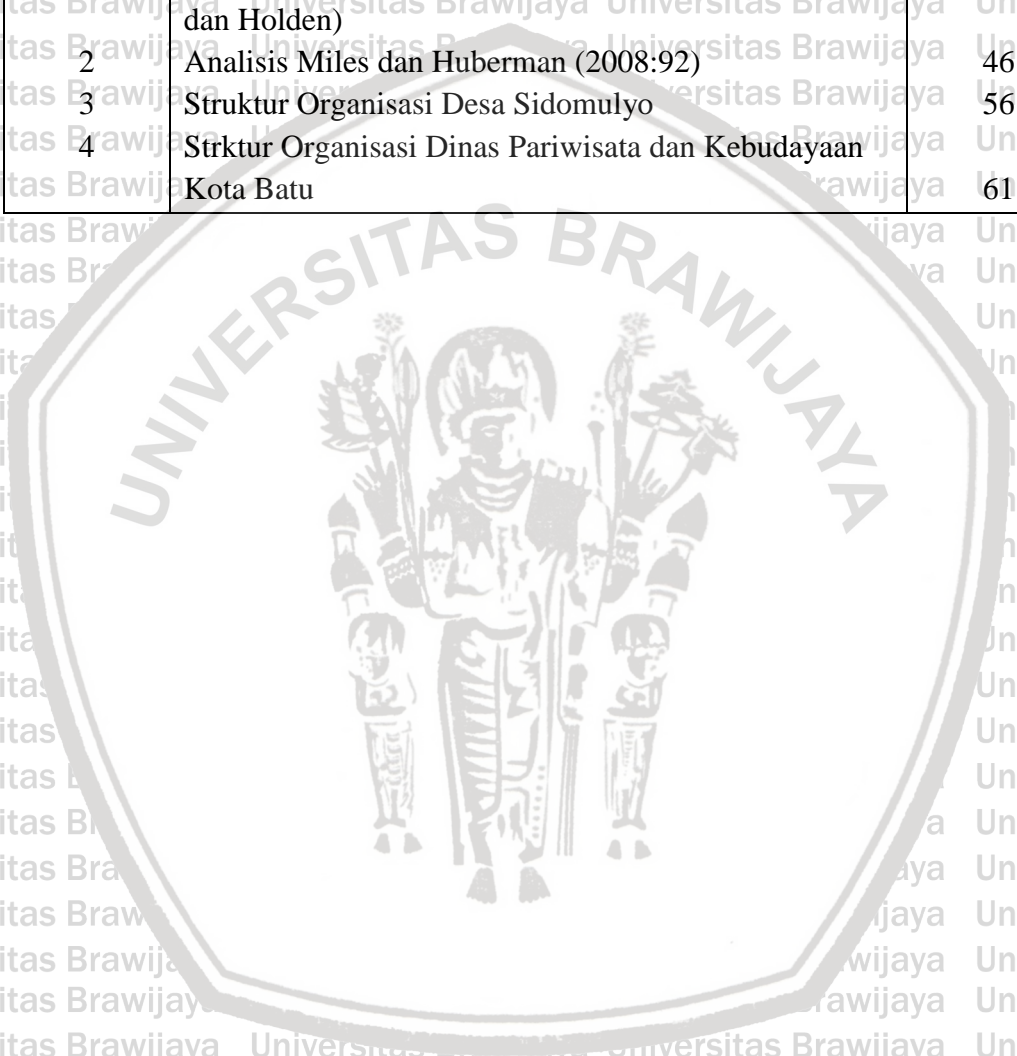 dan Holden)
2 Analisis Miles dan Huberman (2008:92) 46
3 Struktur Organisasi Desa Sidomulyo 56
4 Strktur Organisasi Dinas Pariwisata dan Kebudayaan
Kota Batu 61
UNIVERSITAS BRAWIJAYA